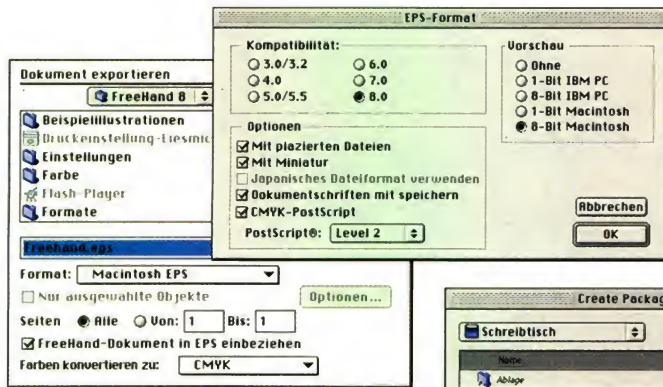 EPS-Format
Kompatibilität:
3.0/3.2
6.0
4.0
7.0
5.0/5.5
8.0
Vorschau
Ohne
1-Bit IBM PC
8-Bit IBM PC
1-Bit Macintosh
8-Bit Macintosh
Optionen
Mit plazierten Dateien
Mit Miniatur
Japanisches Dateiformat verwenden
Dokumentschriften mit speichern
CMYK-PostScript
PostScript®: Level 2
Abbrechen
OK
Dokument exportieren
FreeHand 8
Beispielillustrationen
Druckeinstellung-Liesmic
Einstellungen
Farbe
Flash-Player
Formate
Freehand.eps
Format: Macintosh EPS
Nur ausgewählte Objekte
Optionen...
Seiten Alle Von: 1 Bis: 1
FreeHand-Dokument in EPS einbeziehen
Farben konvertieren zu: CMYK
Create Packag
Schreibtisch
Name
Ablage